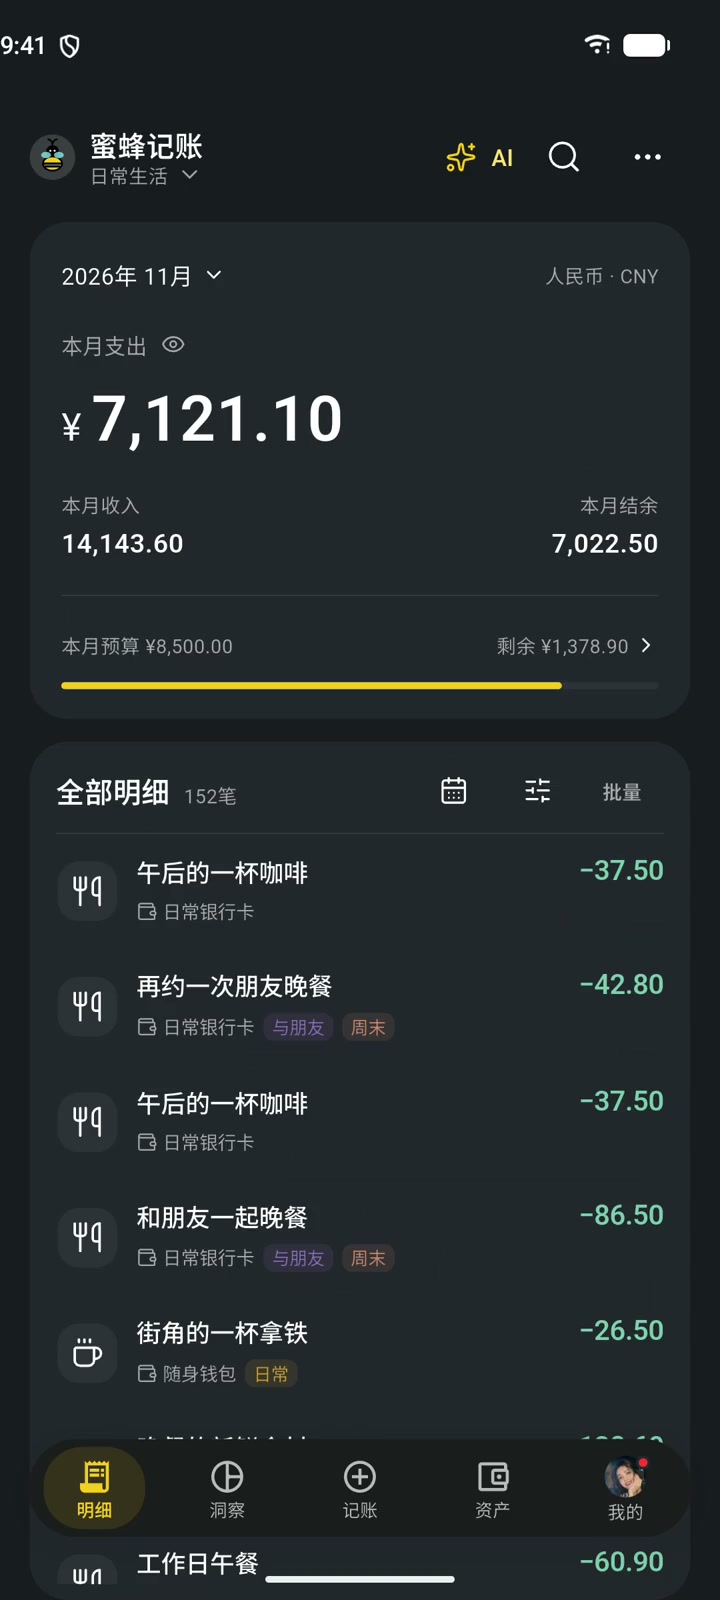 9:41
蜜蜂记账
日常生活
AI
2026年 11月
人民币 · CNY
本月支出
¥ 7,121.10
本月收入
本月结余
14,143.60
7,022.50
本月预算 ¥8,500.00
剩余 ¥1,378.90
全部明细 152笔
批量
午后的一杯咖啡
−37.50
日常银行卡
再约一次朋友晚餐
−42.80
日常银行卡 与朋友 周末
午后的一杯咖啡
−37.50
日常银行卡
和朋友一起晚餐
−86.50
日常银行卡 与朋友 周末
街角的一杯拿铁
−26.50
随身钱包 日常
明细
洞察
记账
资产
我的
工作日午餐
−60.90